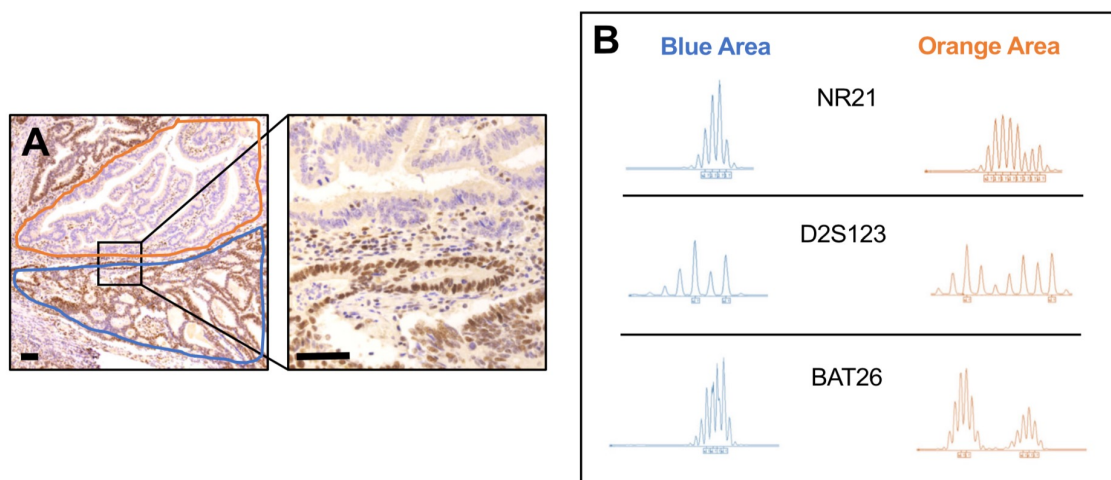 A
B
Blue Area
Orange Area
NR21
D2S123
BAT26